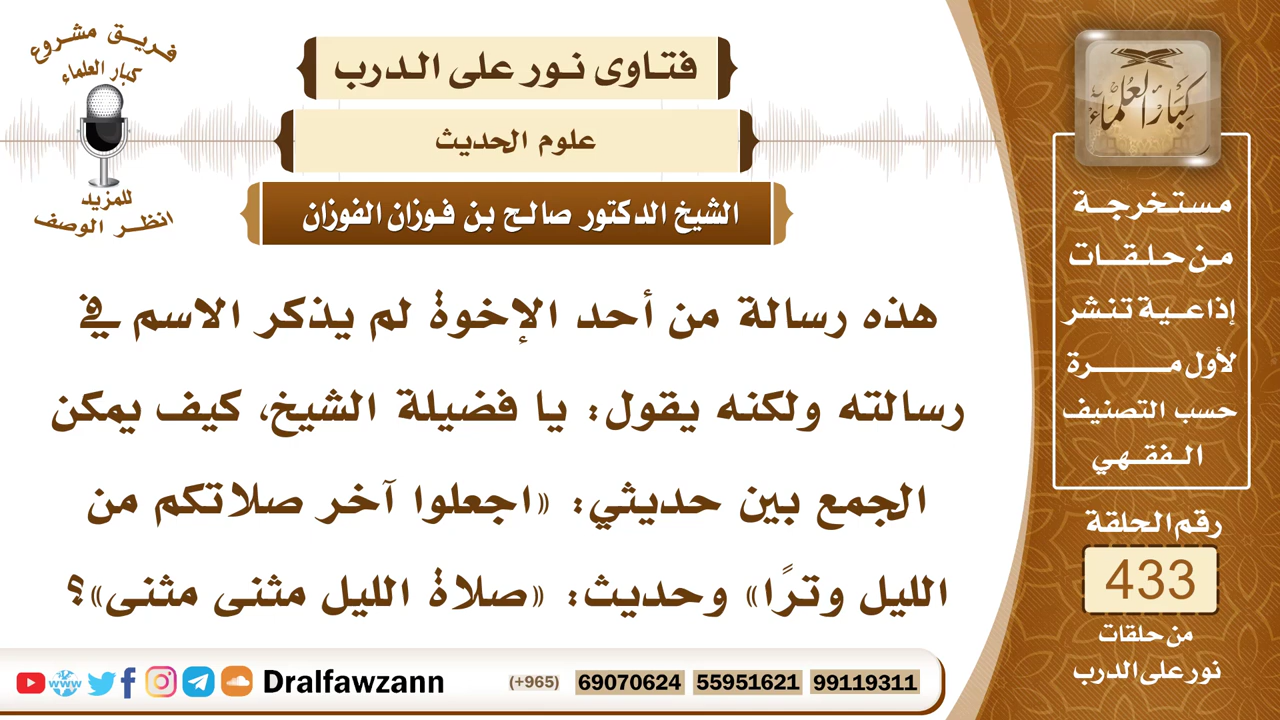 فريق مشروع
كبار العلماء
للمزيد
انظر الوصف
فتاوى نور على الدرب
علوم الحديث
الشيخ الدكتور صالح بن فوزان الفوزان
هذه رسالة من أحد الإخوة لم يذكر الاسم في
رسالته ولكنه يقول: يا فضيلة الشيخ، كيف يمكن
الجمع بين حديثي: «اجعلوا آخر صلاتكم من
الليل وترًا» وحديث: «صلاة الليل مثنى مثنى»؟
كبار العلماء
مستخرجة
من حلقات
إذاعية تنشر
لأول مرة
حسب التصنيف
الفقهي
رقم الحلقة
433
من حلقات
نور على الدرب
www
Dralfawzann
(+965) 69070624 55951621 99119311